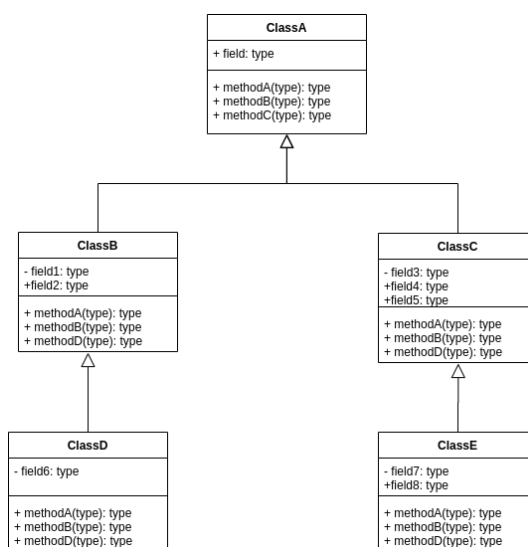 ClassA
+ field: type
+ methodA(type): type
+ methodB(type): type
+ methodC(type): type
ClassB
- field1: type
+field2: type
+ methodA(type): type
+ methodB(type): type
+ methodD(type): type
ClassC
- field3: type
+field4: type
+field5: type
+ methodA(type): type
+ methodB(type): type
+ methodD(type): type
ClassD
- field6: type
+ methodA(type): type
+ methodB(type): type
+ methodD(type): type
ClassE
- field7: type
+field8: type
+ methodA(type): type
+ methodB(type): type
+ methodD(type): type